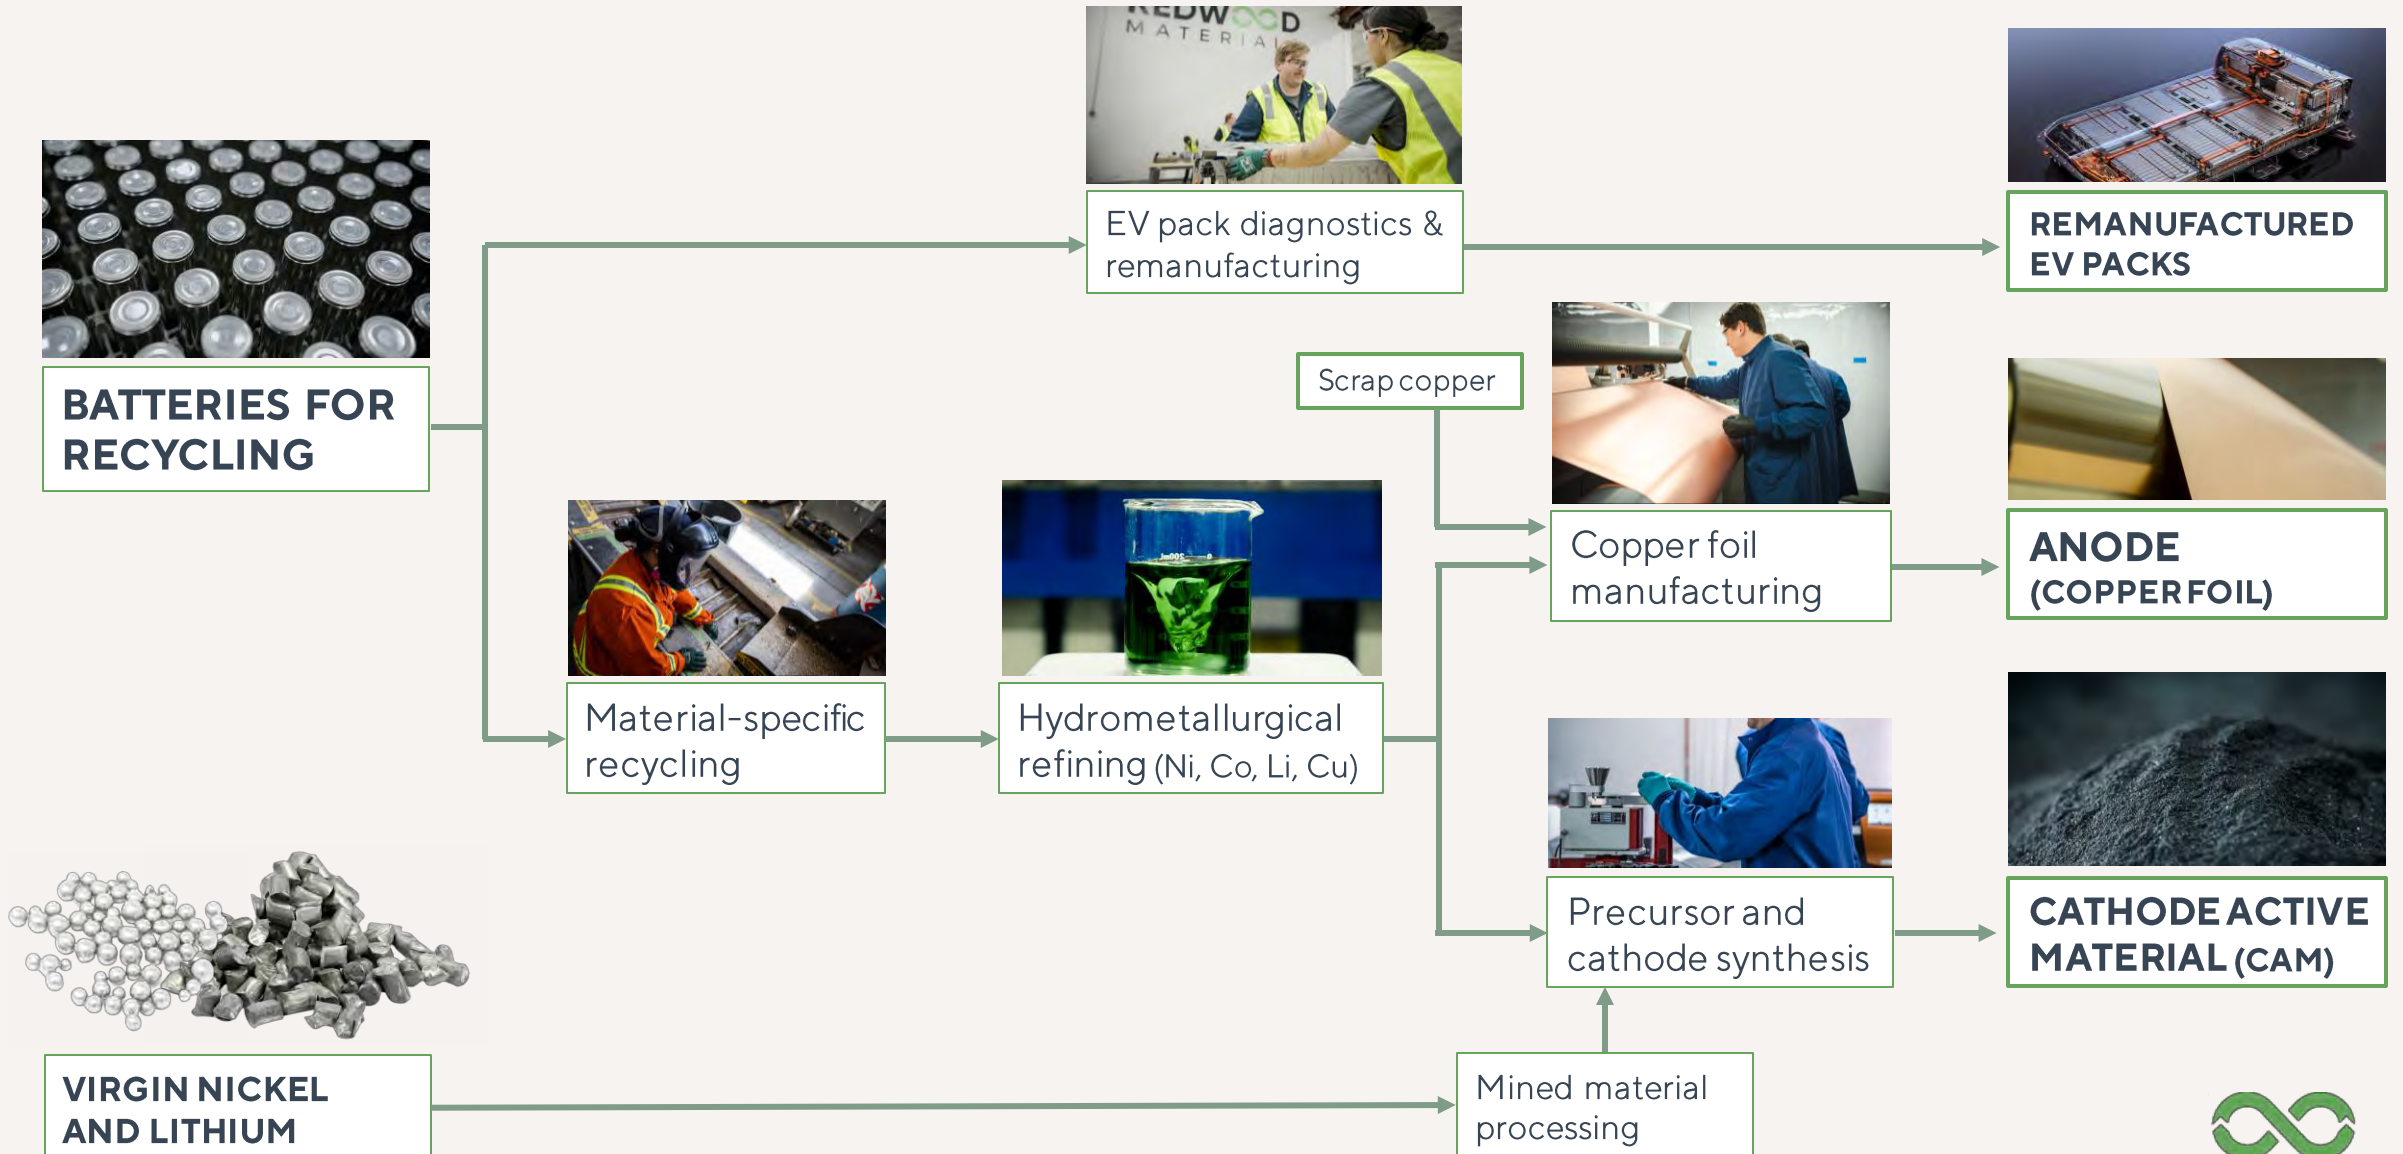 REDWOOD
MATERIAL
EV pack diagnostics &
remanufacturing
REMANUFACTURED
EV PACKS
BATTERIES FOR
RECYCLING
Scrap copper
Copper foil
manufacturing
ANODE
(COPPER FOIL)
Material-specific
recycling
Hydrometallurgical
refining (Ni, Co, Li, Cu)
Precursor and
cathode synthesis
CATHODE ACTIVE
MATERIAL (CAM)
VIRGIN NICKEL
AND LITHIUM
Mined material
processing